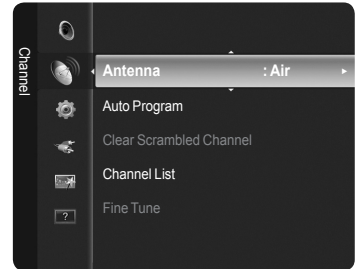 Channel
Antenna : Air
Auto Program
Clear Scrambled Channel
Channel List
Fine Tune
?